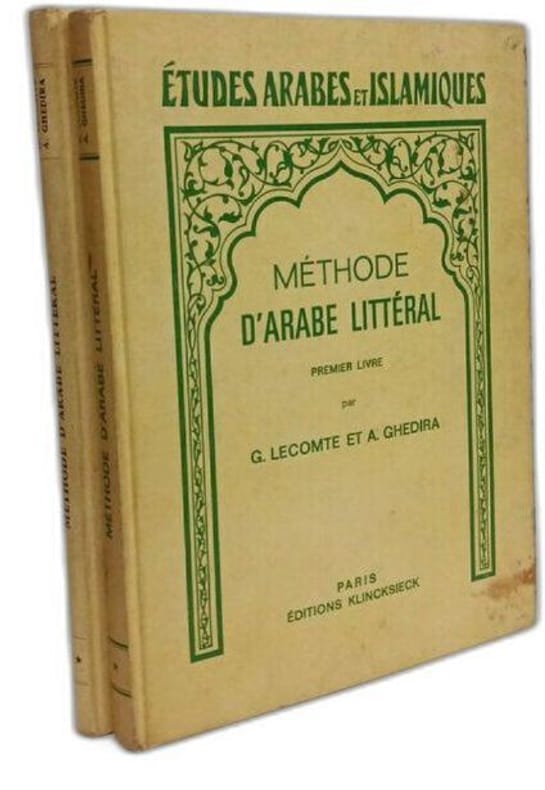 ÉTUDES ARABES ET ISLAMIQUES
MÉTHODE
D'ARABE LITTÉRAL
PREMIER LIVRE
par
G. LECOMTE ET A. GHEDIRA
PARIS
ÉDITIONS KLINCKSIECK
A. GHEDIRA
MÉTHODE D'ARABE LITTÉRAL
*
A. GHEDIRA
MÉTHODE D'ARABE LITTÉRAL
*